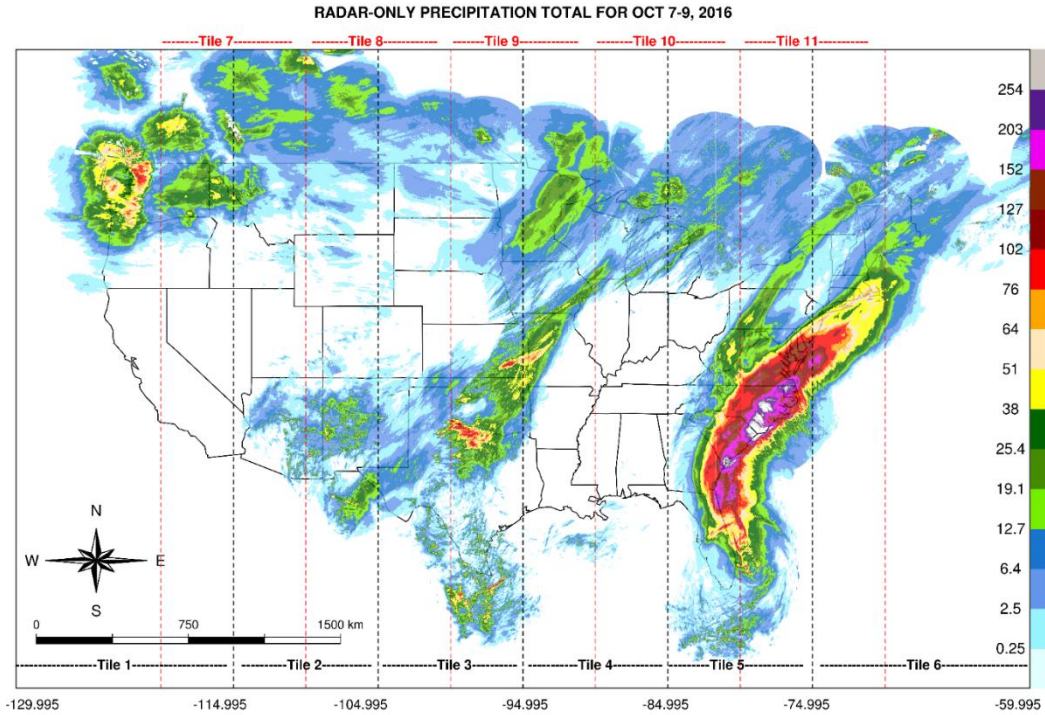 RADAR-ONLY PRECIPITATION TOTAL FOR OCT 7-9, 2016
--------Tile 7------------- --------Tile 8------------- --------Tile 9------------- --------Tile 10------------- --------Tile 11-------------
254
203
152
127
102
76
64
51
38
25.4
19.1
12.7
6.4
2.5
0.25
N
W E
S
0 750 1500 km
-------------Tile 1--------------- -------------Tile 2------------- -------------Tile 3------------- -------------Tile 4------------- -------------Tile 5------------- -------------Tile 6-------------
-129.995 -114.995 -104.995 -94.995 -84.995 -74.995 -59.995